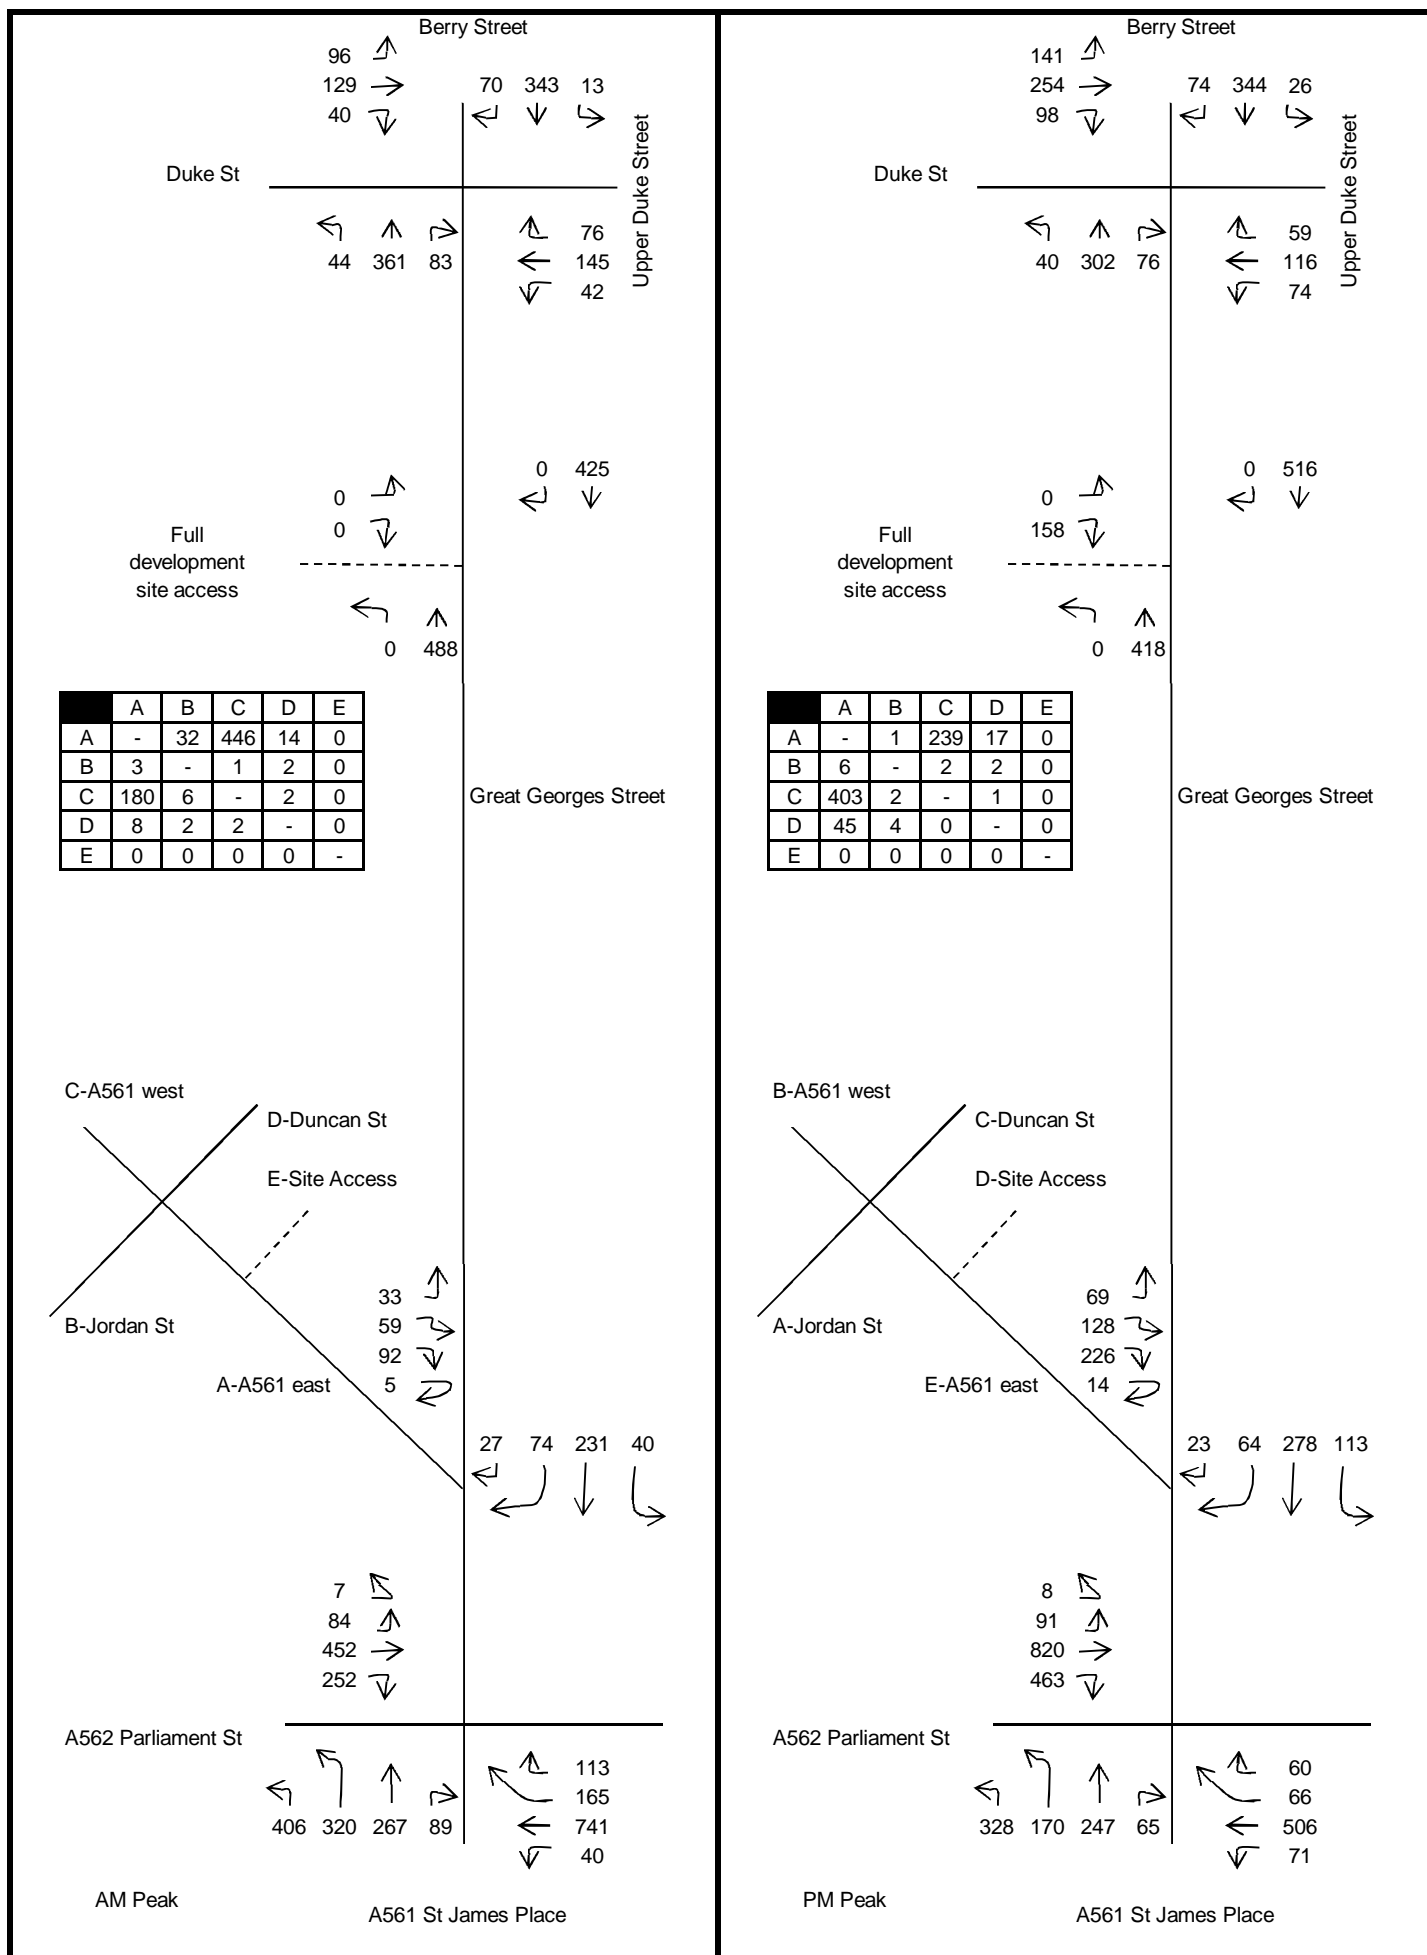 Berry Street
96
129
40
70 343 13
Duke St
Upper Duke Street
44 361 83
76
145
42
0 425
0
0
Full
development
site access
0 488
A B C D E
A - 32 446 14 0
B 3 - 1 2 0
C 180 6 - 2 0
D 8 2 2 - 0
E 0 0 0 0 -
Great Georges Street
C-A561 west
D-Duncan St
E-Site Access
33
59
92
5
B-Jordan St
A-A561 east
27 74 231 40
7
84
452
252
A562 Parliament St
406 320 267 89
113
165
741
40
AM Peak
A561 St James Place
Berry Street
141
254
98
74 344 26
Duke St
Upper Duke Street
40 302 76
59
116
74
0 516
0
158
Full
development
site access
0 418
A B C D E
A - 1 239 17 0
B 6 - 2 2 0
C 403 2 - 1 0
D 45 4 0 - 0
E 0 0 0 0 -
Great Georges Street
B-A561 west
C-Duncan St
D-Site Access
69
128
226
14
A-Jordan St
E-A561 east
23 64 278 113
8
91
820
463
A562 Parliament St
328 170 247 65
60
66
506
71
PM Peak
A561 St James Place